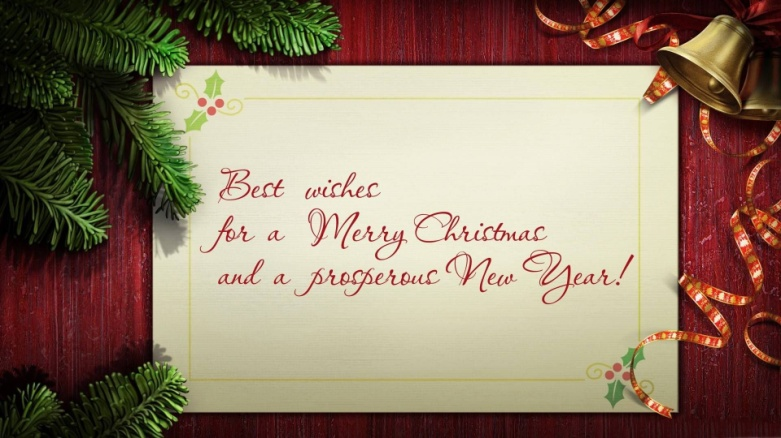 Best wishes
for a Merry Christmas
and a prosperous New Year!